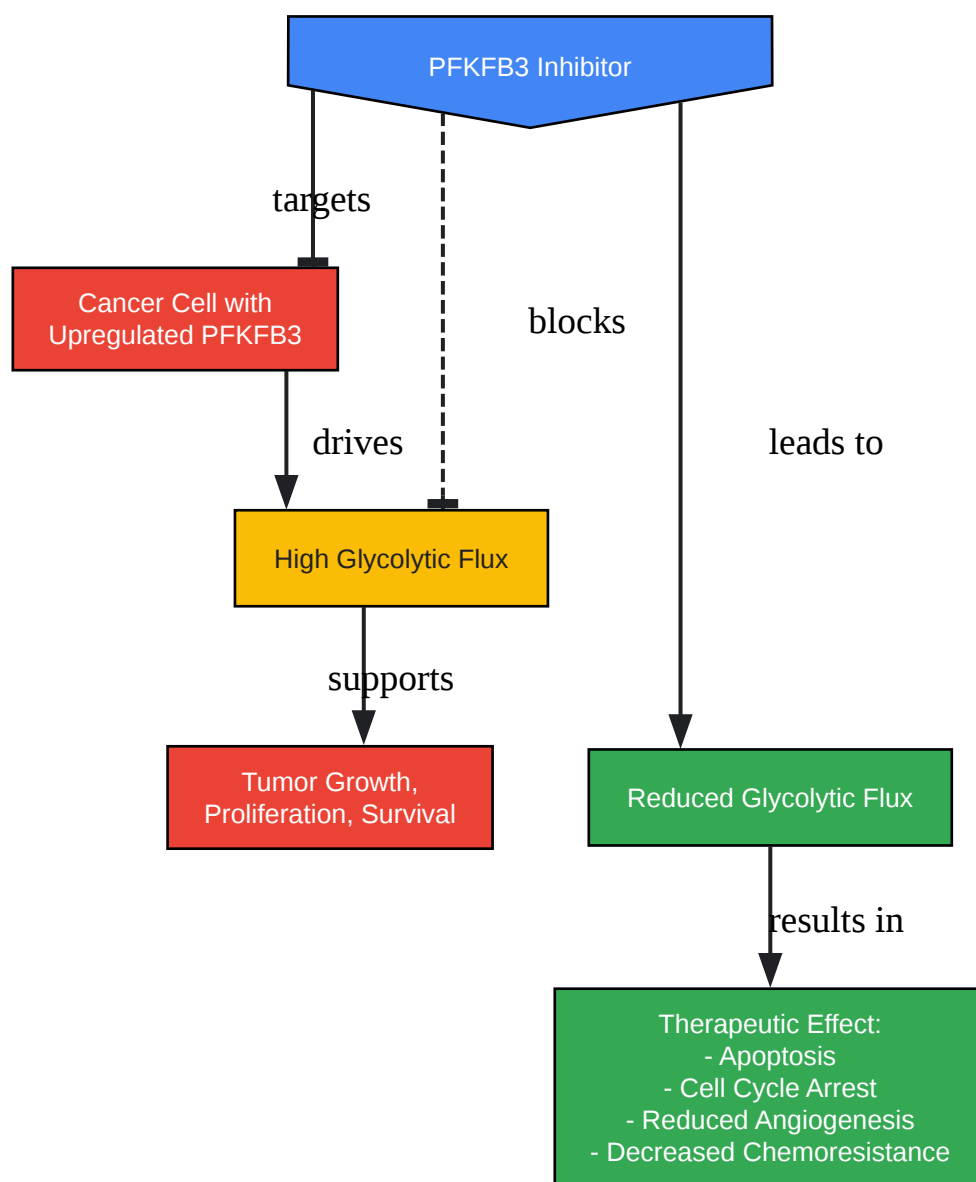 PFKFB3 Inhibitor
targets
Cancer Cell with
Upregulated PFKFB3
blocks
drives
leads to
High Glycolytic Flux
supports
Tumor Growth,
Proliferation, Survival
Reduced Glycolytic Flux
results in
Therapeutic Effect:
- Apoptosis
- Cell Cycle Arrest
- Reduced Angiogenesis
- Decreased Chemoresistance